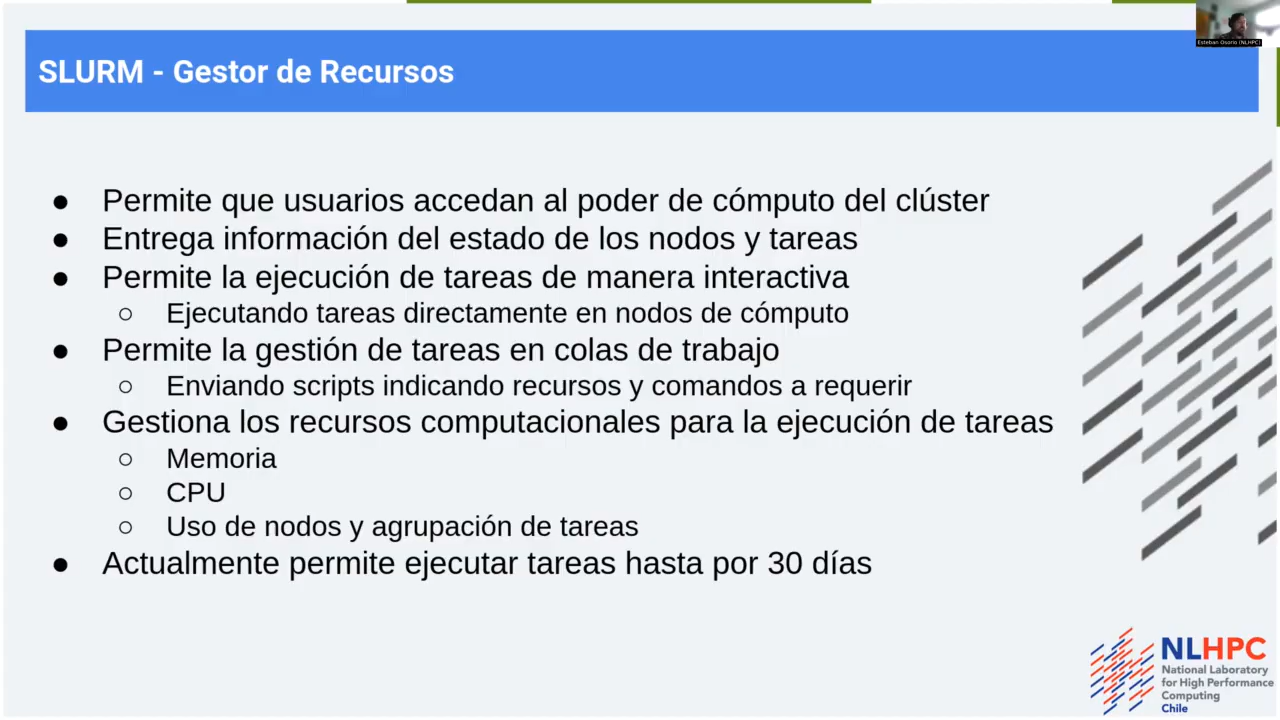 Esteban Osorio (NLHPC)
SLURM - Gestor de Recursos
● Permite que usuarios accedan al poder de cómputo del clúster
● Entrega información del estado de los nodos y tareas
● Permite la ejecución de tareas de manera interactiva
○ Ejecutando tareas directamente en nodos de cómputo
● Permite la gestión de tareas en colas de trabajo
○ Enviando scripts indicando recursos y comandos a requerir
● Gestiona los recursos computacionales para la ejecución de tareas
○ Memoria
○ CPU
○ Uso de nodos y agrupación de tareas
● Actualmente permite ejecutar tareas hasta por 30 días
NLHPC
National Laboratory
for High Performance
Computing
Chile